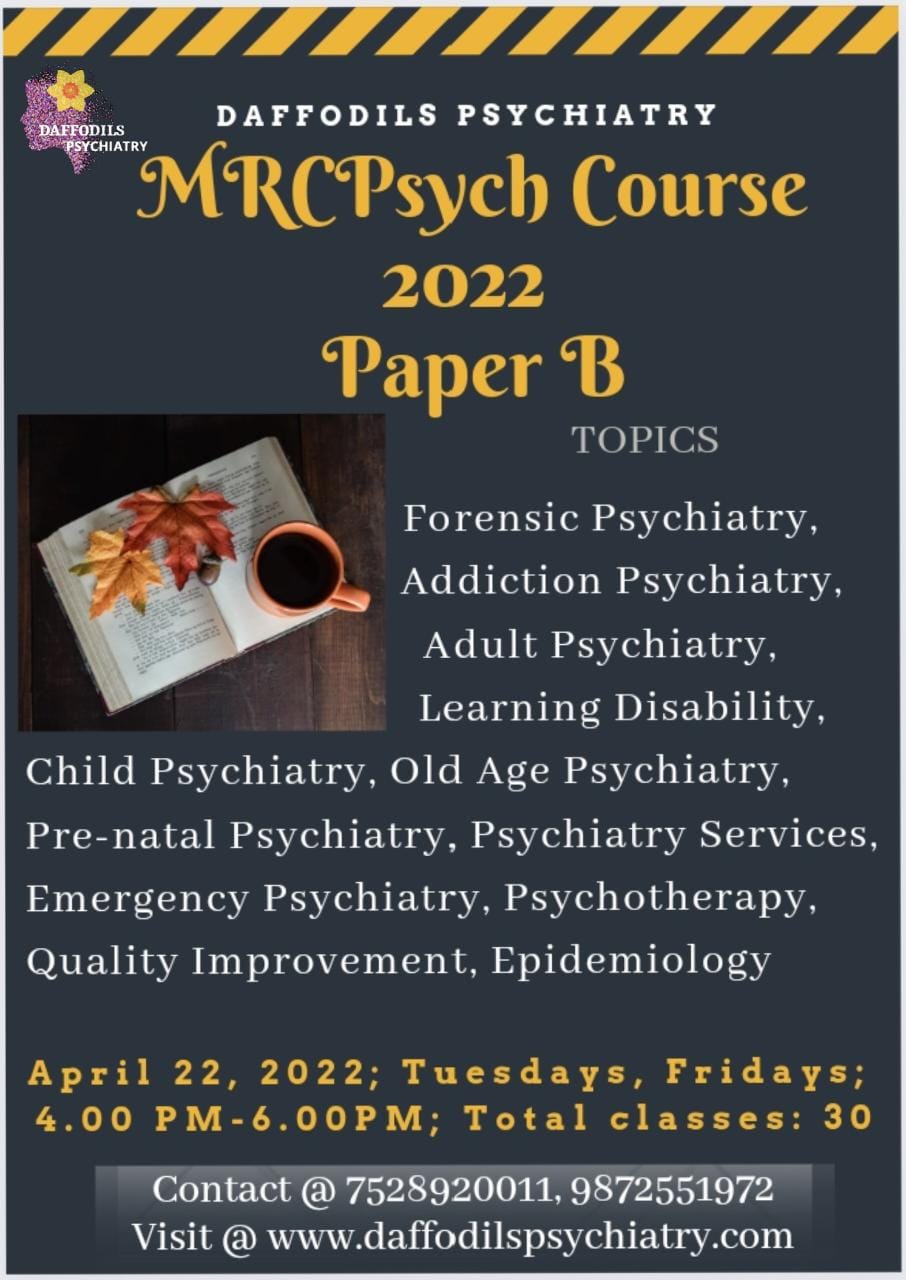 DAFFODILS
PSYCHIATRY
DAFFODILS PSYCHIATRY
MRCPsych Course
2022
Paper B
TOPICS
Forensic Psychiatry,
Addiction Psychiatry,
Adult Psychiatry,
Learning Disability,
Child Psychiatry, Old Age Psychiatry,
Pre-natal Psychiatry, Psychiatry Services,
Emergency Psychiatry, Psychotherapy,
Quality Improvement, Epidemiology
April 22, 2022; Tuesdays, Fridays;
4.00 PM-6.00PM; Total classes: 30
Contact @ 7528920011, 9872551972
Visit @ www.daffodilspsychiatry.com